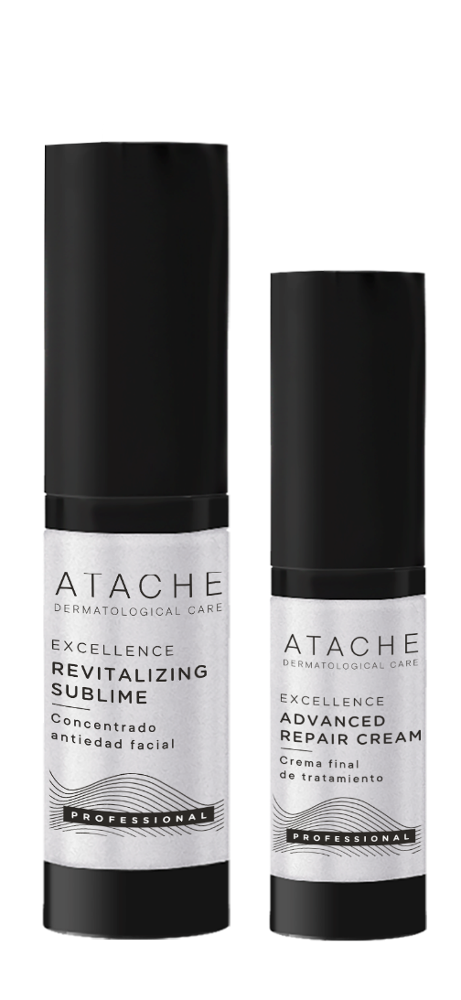 ATACHE
DERMATOLOGICAL CARE
EXCELLENCE
REVITALIZING
SUBLIME
Concentrado
antiedad facial
PROFESSIONAL
ATACHE
DERMATOLOGICAL CARE
EXCELLENCE
ADVANCED
REPAIR CREAM
Crema final
de tratamiento
PROFESSIONAL